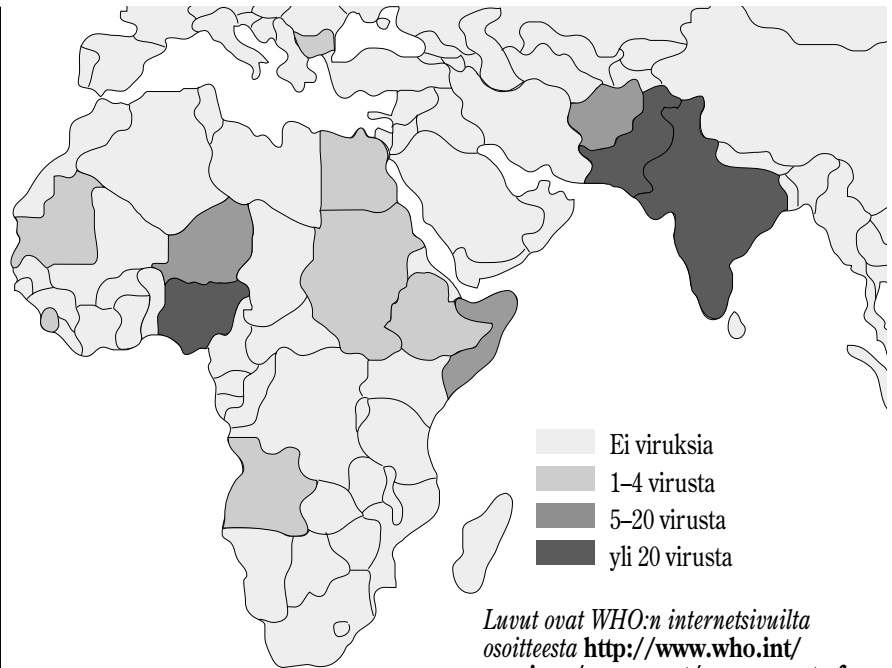 Ei viruksia
1–4 virusta
5–20 virusta
yli 20 virusta
Luvut ovat WHO:n internetsivuilta
osoitteesta http://www.who.int/